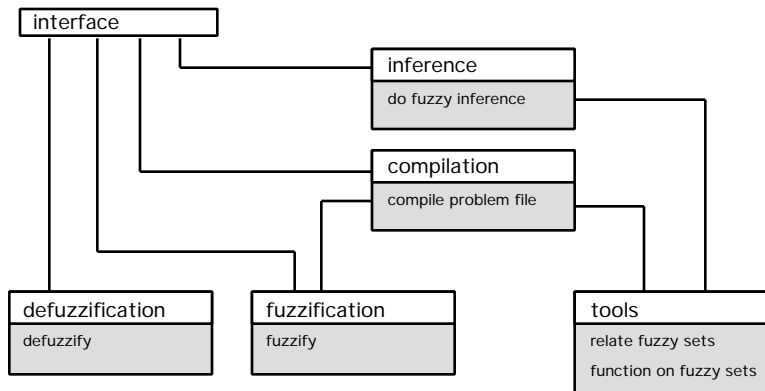 interface
inference
do fuzzy inference
compilation
compile problem file
defuzzification
defuzzify
fuzzification
fuzzify
tools
relate fuzzy sets
function on fuzzy sets